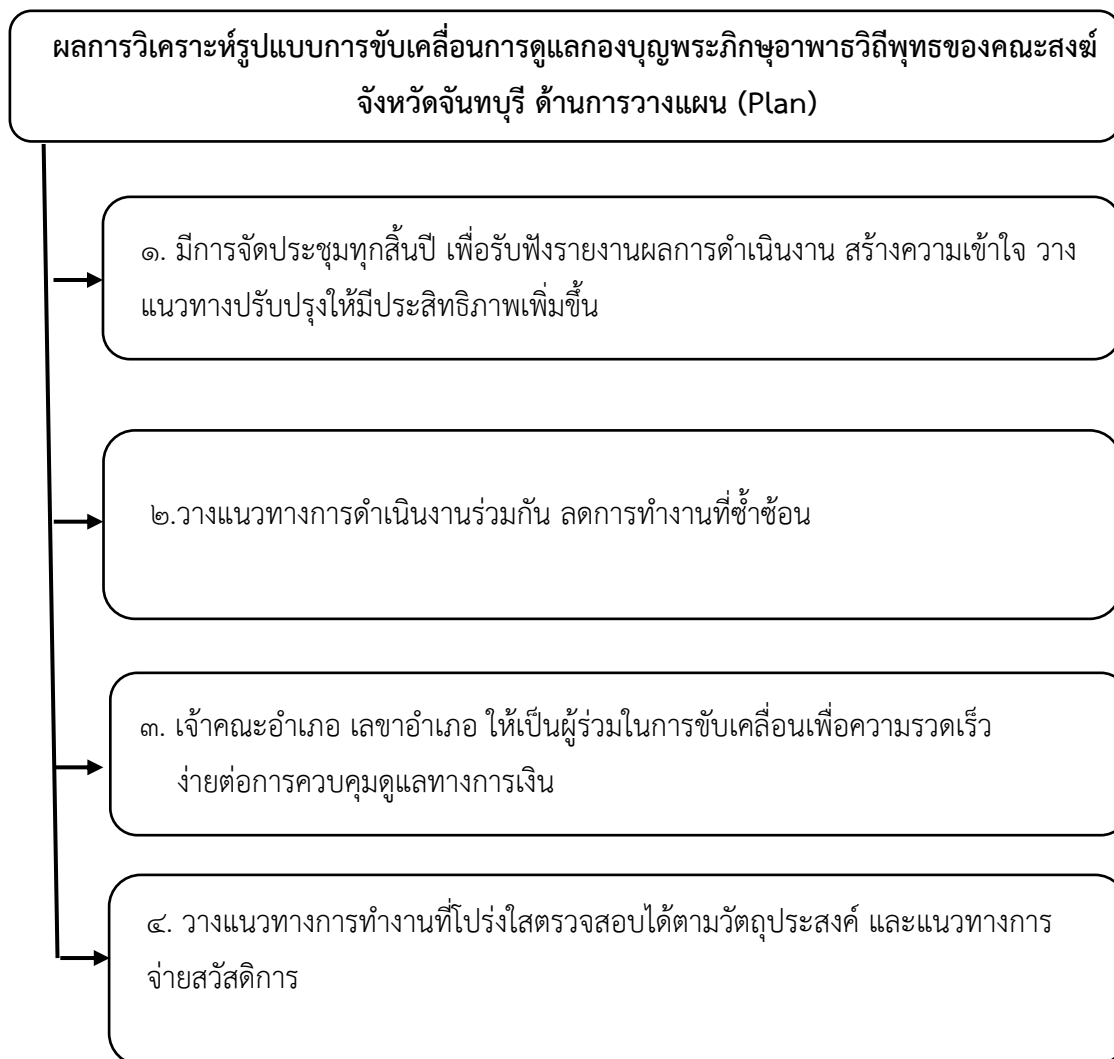 ผลการวิเคราะห์รูปแบบการขับเคลื่อนการดูแลกองบุญพระภิกษุอาพาธวิถีพุทธของคณะสงฆ์
จังหวัดจันทบุรี ด้านการวางแผน (Plan)
๑. มีการจัดประชุมทุกสิ้นปี เพื่อรับฟังรายงานผลการดำเนินงาน สร้างความเข้าใจ วาง
แนวทางปรับปรุงให้มีประสิทธิภาพเพิ่มขึ้น
๒.วางแนวทางการดำเนินงานร่วมกัน ลดการทำงานที่ซ้ำซ้อน
๓. เจ้าคณะอำเภอ เลขาอำเภอ ให้เป็นผู้ร่วมในการขับเคลื่อนเพื่อความรวดเร็ว
ง่ายต่อการควบคุมดูแลทางการเงิน
๔. วางแนวทางการทำงานที่โปร่งใสตรวจสอบได้ตามวัตถุประสงค์ และแนวทางการ
จ่ายสวัสดิการ